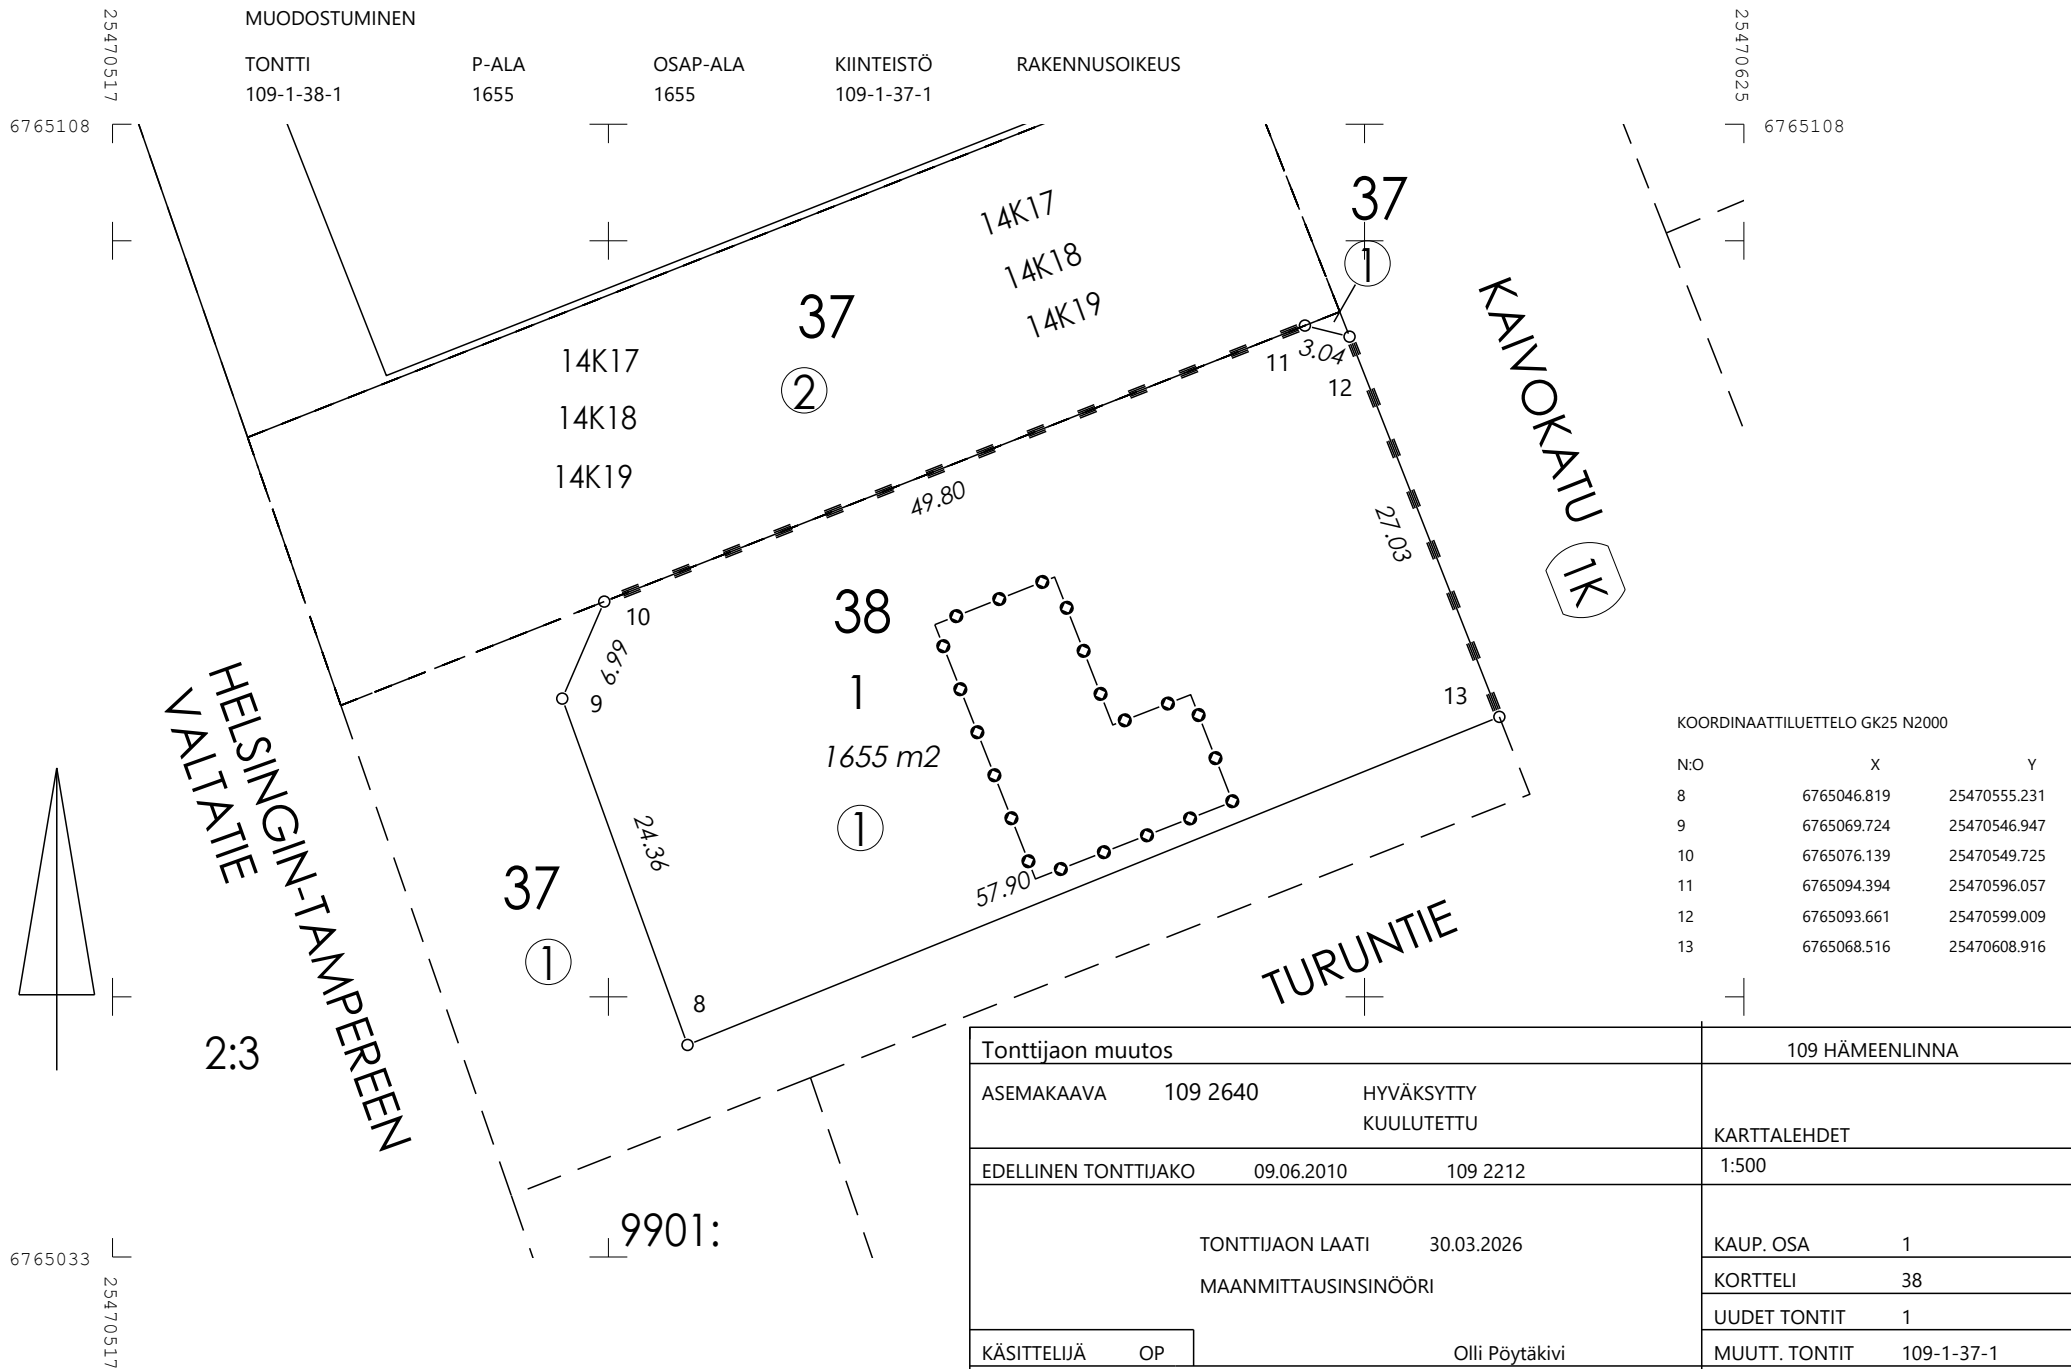 MUODOSTUMINEN
TONTTI P-ALA OSAP-ALA KIINTEISTÖ RAKENNUSOIKEUS
109-1-38-1 1655 1655 109-1-37-1
25470517
25470625
6765108
6765108
37
1
14K17
14K18
14K19
37
2
14K17
14K18
14K19
11
3.04
12
KAIVOKATU
1K
49.80
27.03
10
6.99
9
38
1
1655 m2
1
13
HELSINGIN-TAMPEREEN
VALTATIE
24.36
37
1
57.90
8
TURUNTIE
2:3
9901:
6765033
25470517
KOORDINAATTILUETTELO GK25 N2000
N:O X Y
8 6765046.819 25470555.231
9 6765069.724 25470546.947
10 6765076.139 25470549.725
11 6765094.394 25470596.057
12 6765093.661 25470599.009
13 6765068.516 25470608.916
Tonttijaon muutos 109 HÄMEENLINNA
ASEMAKAAVA 109 2640 HYVÄKSYTTY
KUULUTETTU
KARTTALEHDET
EDELLINEN TONTTIJAKO 09.06.2010 109 2212 1:500
TONTTIJAON LAATI 30.03.2026 KAUP. OSA 1
MAANMITTAUSINSINÖÖRI KORTTELI 38
UUDET TONTIT 1
KÄSITTELIJÄ OP Olli Pöytäkivi MUUTT. TONTIT 109-1-37-1